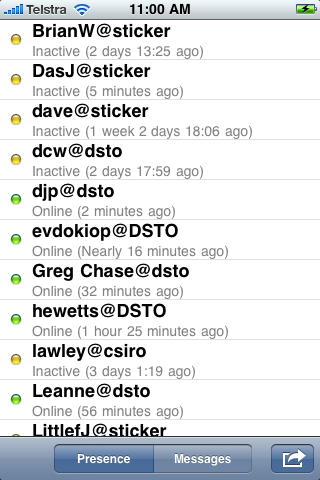 Telstra 11:00 AM
BrianW@sticker
Inactive (2 days 13:25 ago)
DasJ@sticker
Inactive (5 minutes ago)
dave@sticker
Inactive (1 week 2 days 18:06 ago)
dcw@dsto
Inactive (2 days 17:59 ago)
djp@dsto
Online (2 minutes ago)
evdokiop@DSTO
Online (Nearly 16 minutes ago)
Greg Chase@dsto
Online (32 minutes ago)
hewetts@DSTO
Online (1 hour 25 minutes ago)
lawley@csiro
Inactive (3 days 1:19 ago)
Leanne@dsto
Online (56 minutes ago)
LittlefJ@sticker
Presence Messages